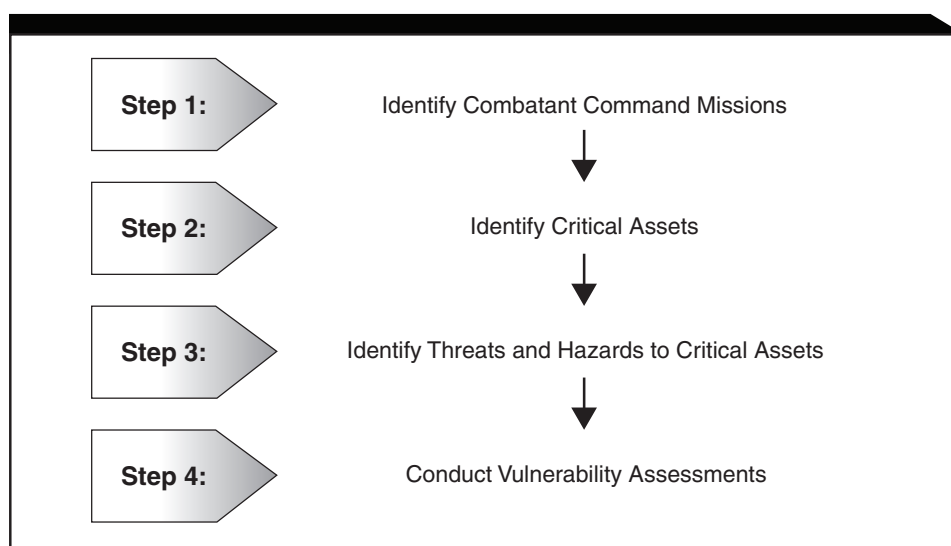 Step 1:
Identify Combatant Command Missions
Step 2:
Identify Critical Assets
Step 3:
Identify Threats and Hazards to Critical Assets
Step 4:
Conduct Vulnerability Assessments